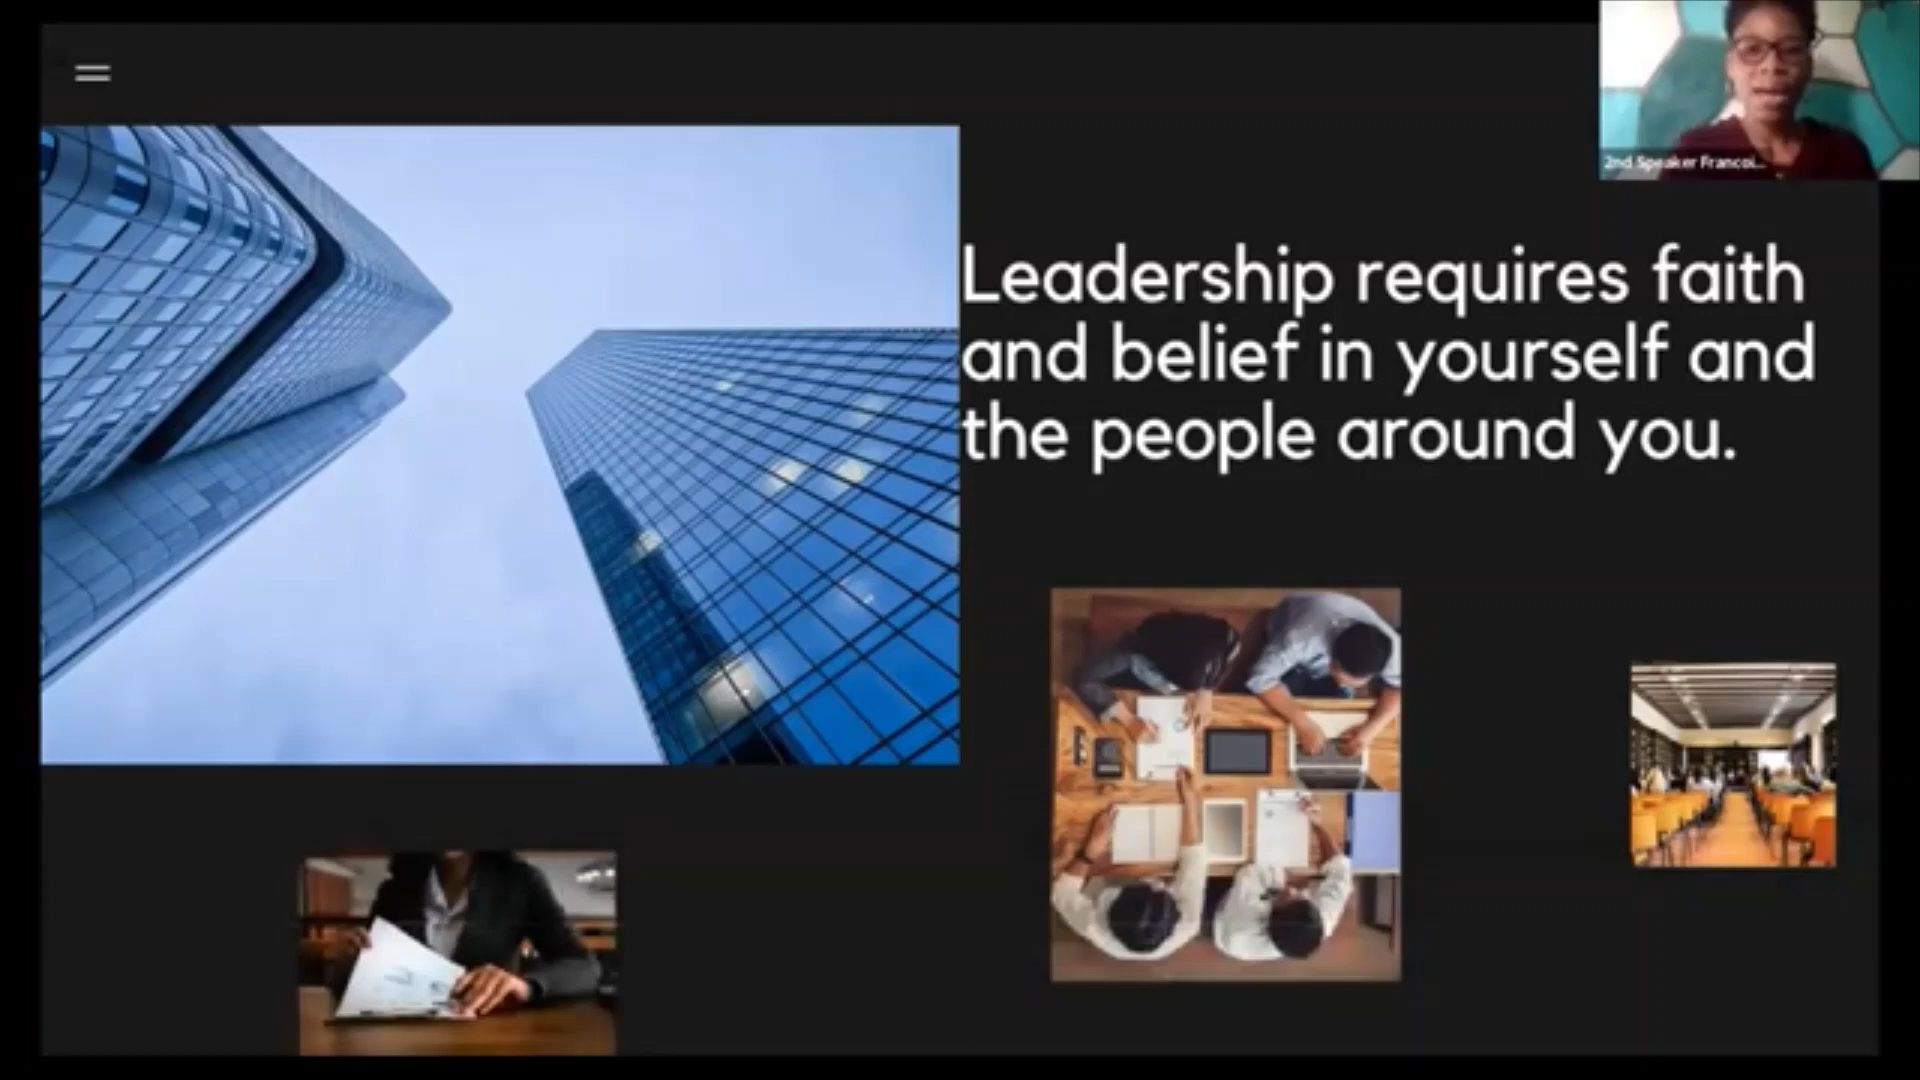 2nd Speaker Francoi...
Leadership requires faith
and belief in yourself and
the people around you.